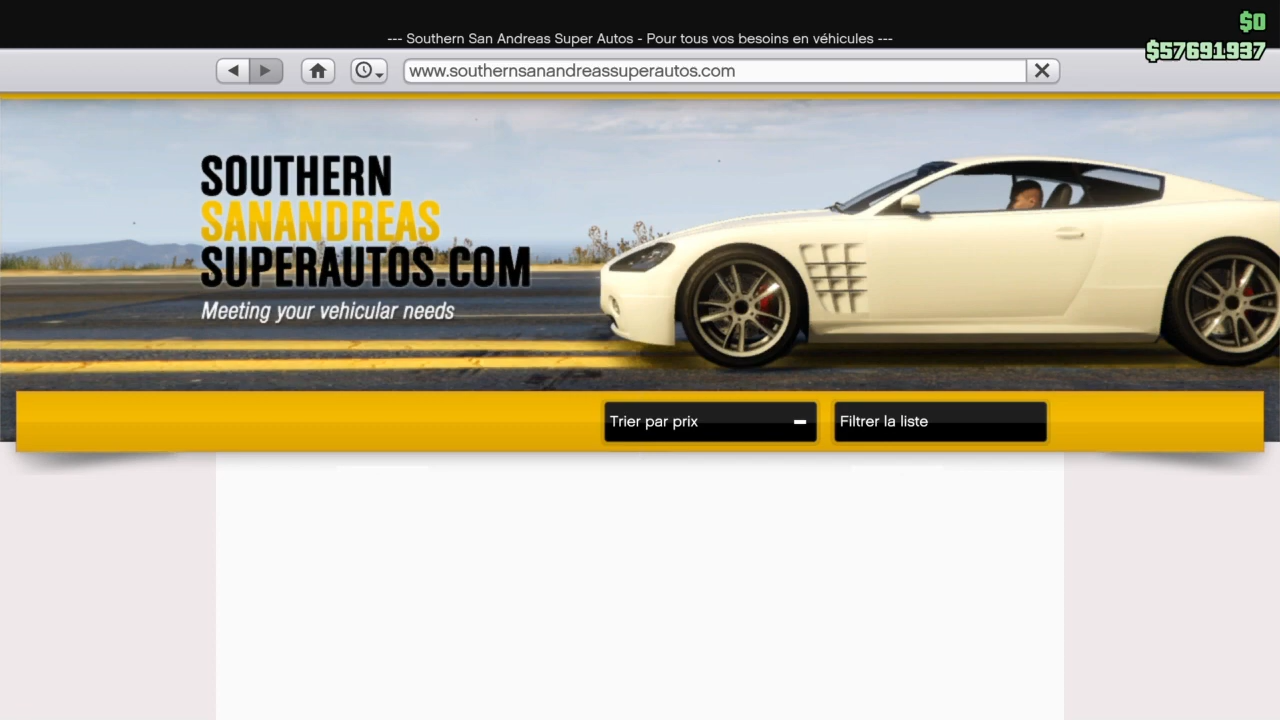 $0
--- Southern San Andreas Super Autos - Pour tous vos besoins en véhicules ---
$57691937
www.southernsanandreassuperautos.com
SOUTHERN
SANANDREAS
SUPERAUTOS.COM
Meeting your vehicular needs
Trier par prix
Filtrer la liste